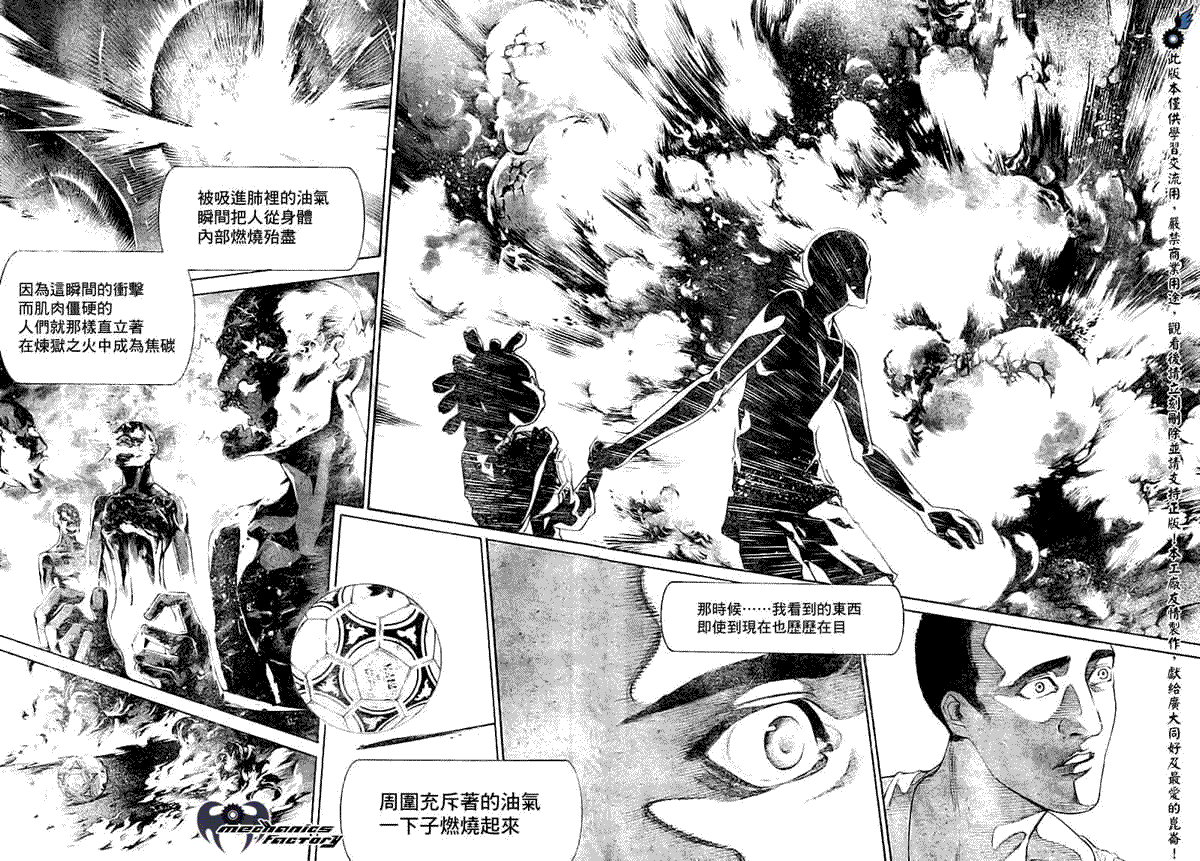 那時候……我看到的東西
即使到現在也歷歷在目
周圍充斥著的油氣
一下子燃燒起來
被吸進肺裡的油氣
瞬間把人從身體
內部燃燒殆盡
因為這瞬間的衝擊
而肌肉僵硬的
人們就那樣直立著
在煉獄之火中成為焦碳
mechanics
Factory
此版本僅供學習交流用，嚴禁商業用途，觀看後請立刻刪除並請支持正版！本工廠友情製作，獻給廣大同好及最愛的崑崙！